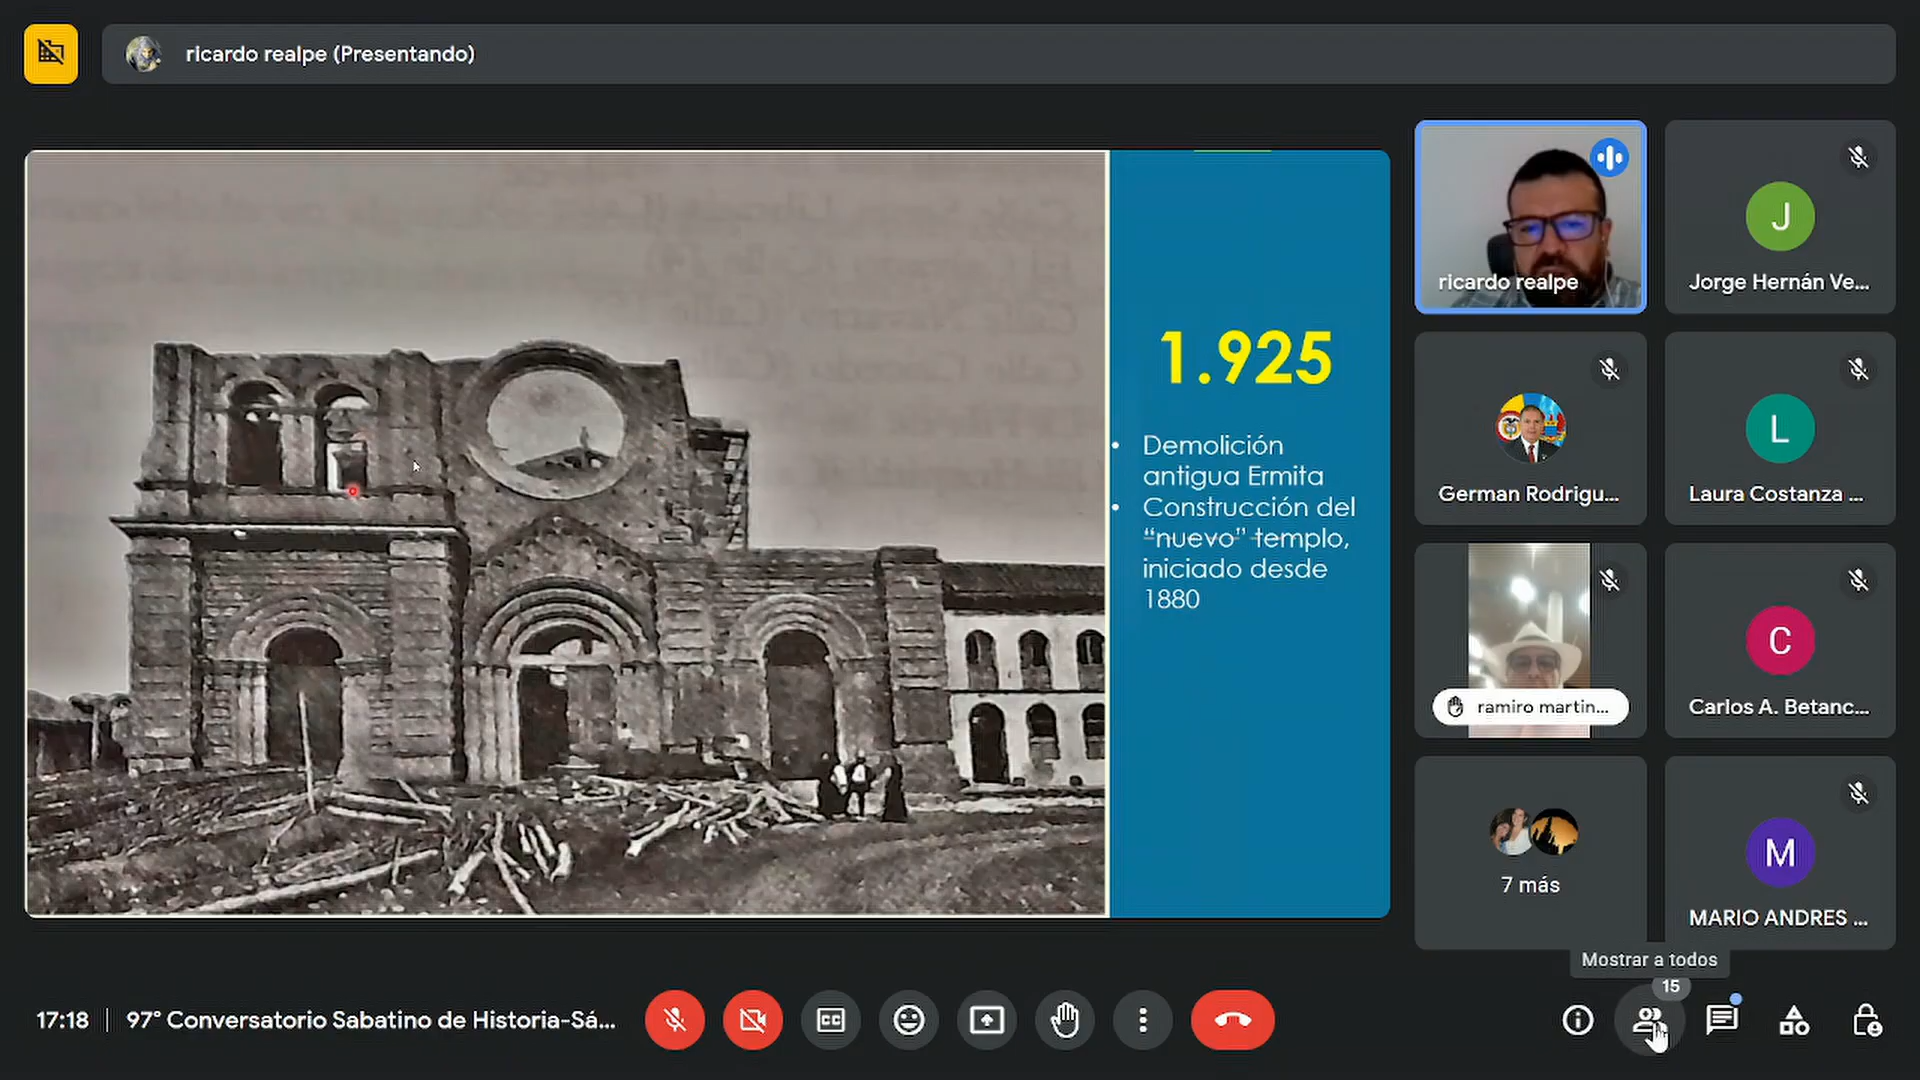 ricardo realpe (Presentando)
1.925
• Demolición
antigua Ermita
• Construcción del
“nuevo” templo,
iniciado desde
1880
ricardo realpe
J
Jorge Hernán Ve...
German Rodrigu...
L
Laura Costanza ...
ramiro martin...
C
Carlos A. Betanc...
7 más
M
MARIO ANDRES ...
Mostrar a todos
15
17:18
97° Conversatorio Sabatino de Historia-Sá...
CC